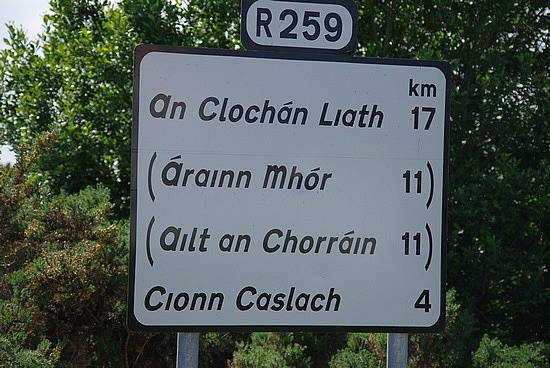 R259
km
an Clochán Liath 17
(Árainn Mhór 11)
(ailt an Chorráin 11)
Cionn Caslach 4